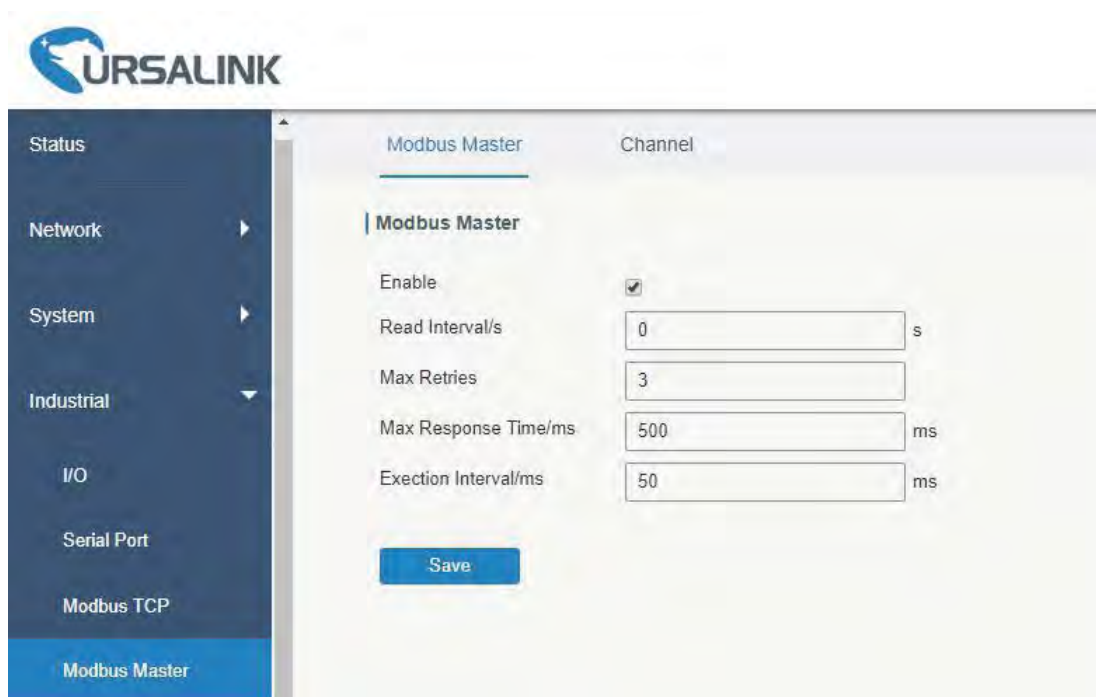 URSALINK
Status
Network
System
Industrial
I/O
Serial Port
Modbus TCP
Modbus Master
Modbus Master Channel
Modbus Master
Enable
Read Interval/s 0 s
Max Retries 3
Max Response Time/ms 500 ms
Exection Interval/ms 50 ms
Save